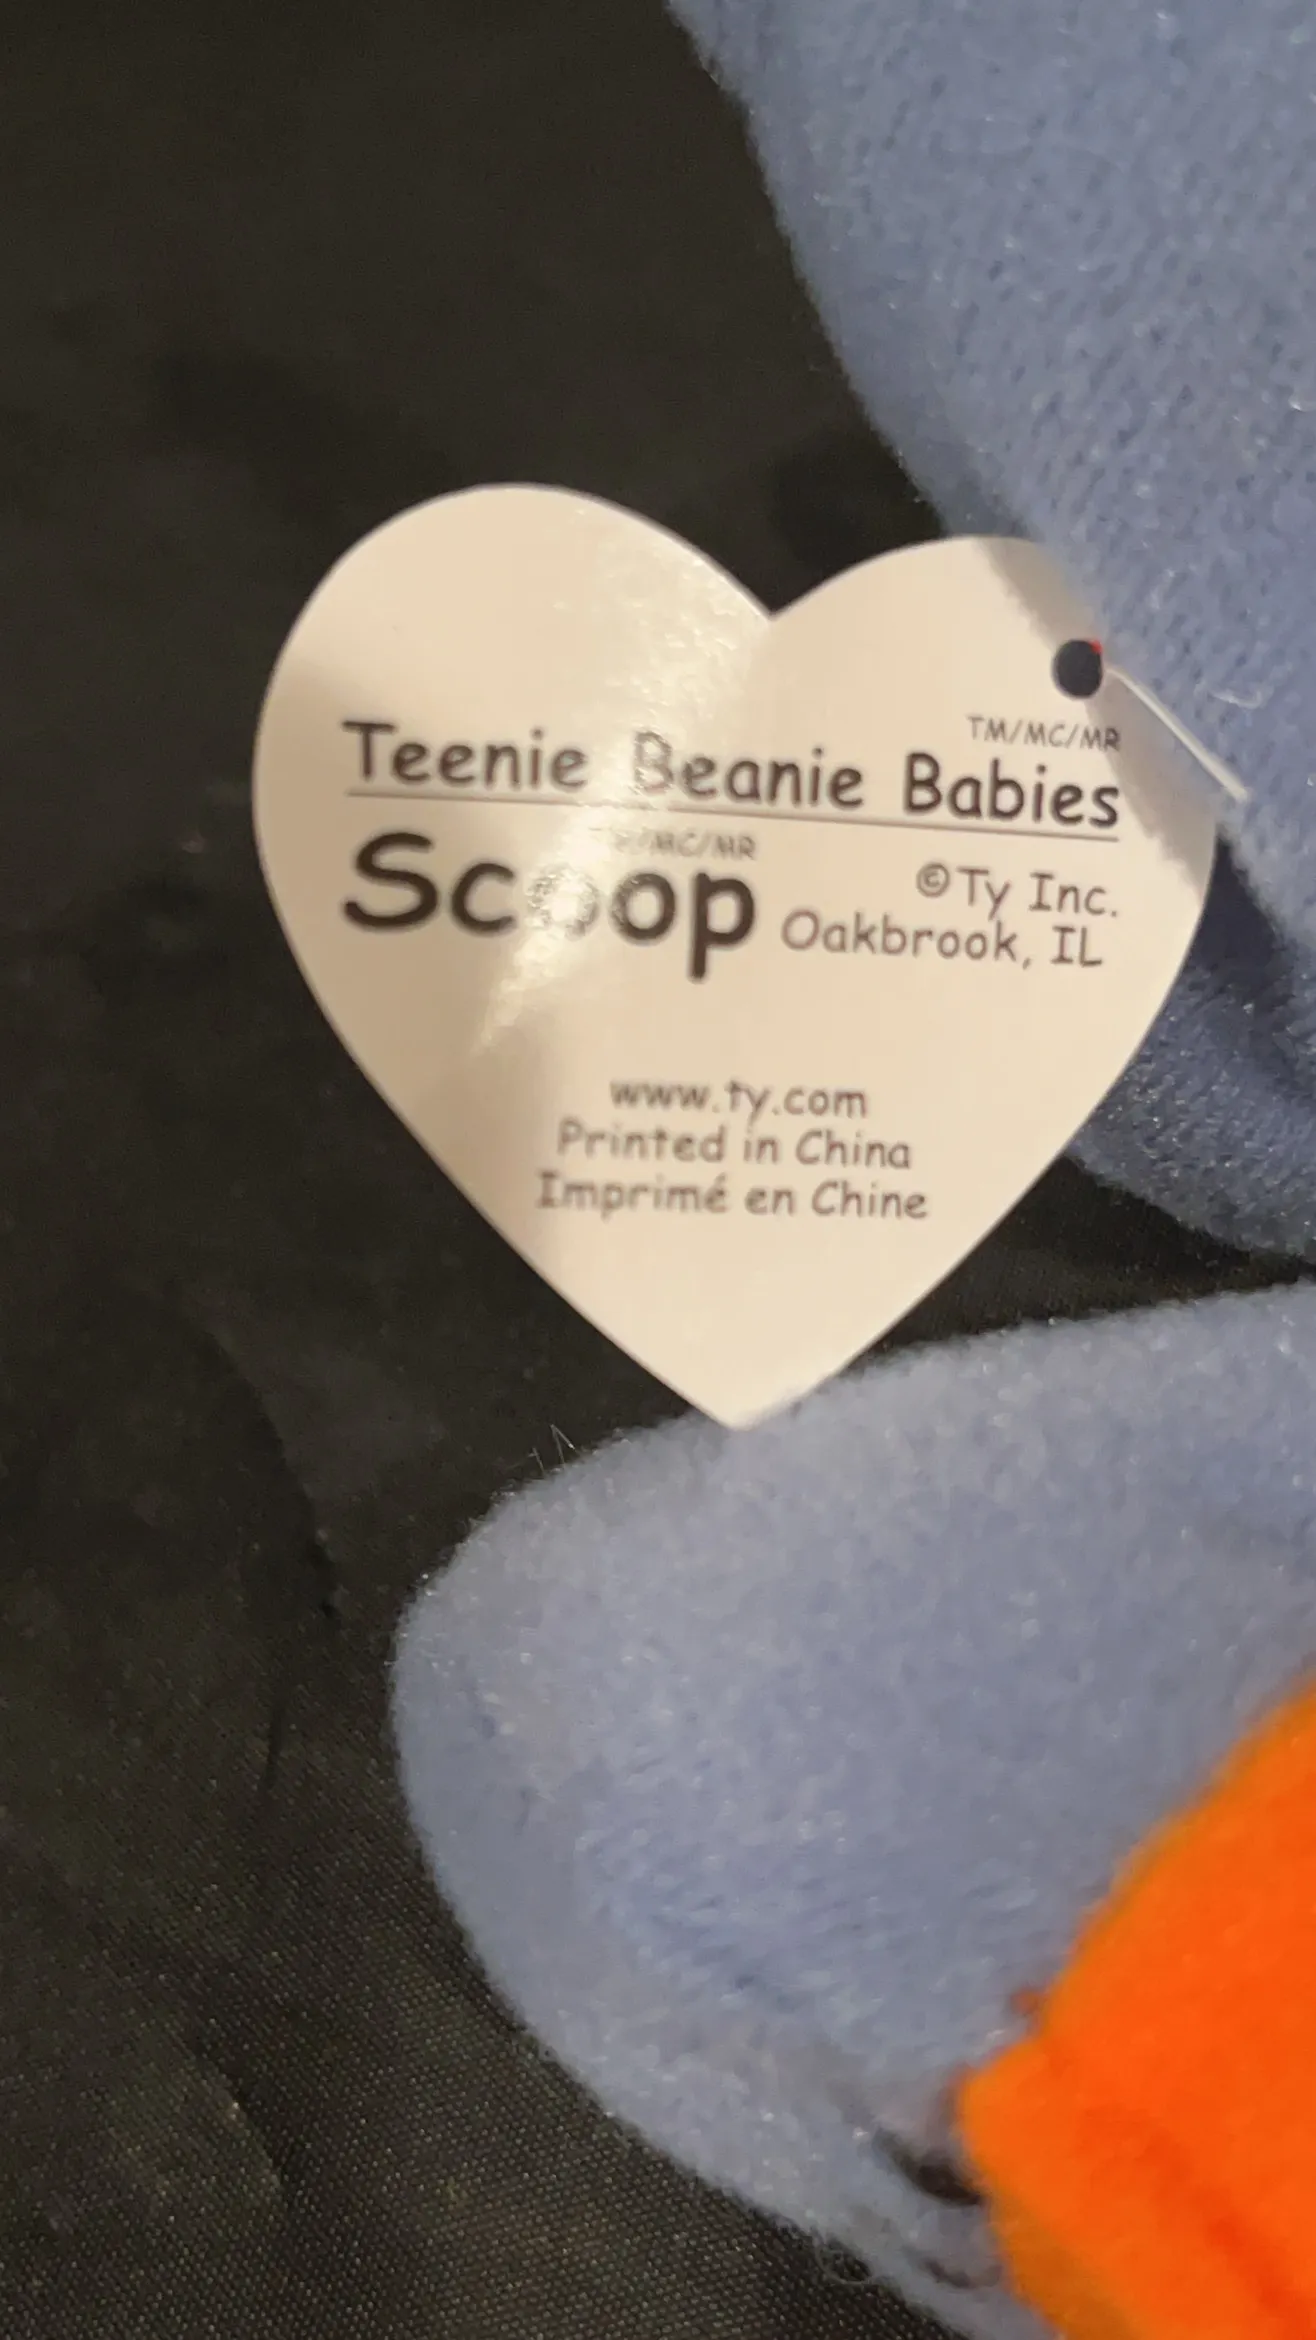 TM/MC/MR
Teenie Beanie Babies
TM/MC/MR
Scoop
©Ty Inc.
Oakbrook, IL
www.ty.com
Printed in China
Imprimé en Chine